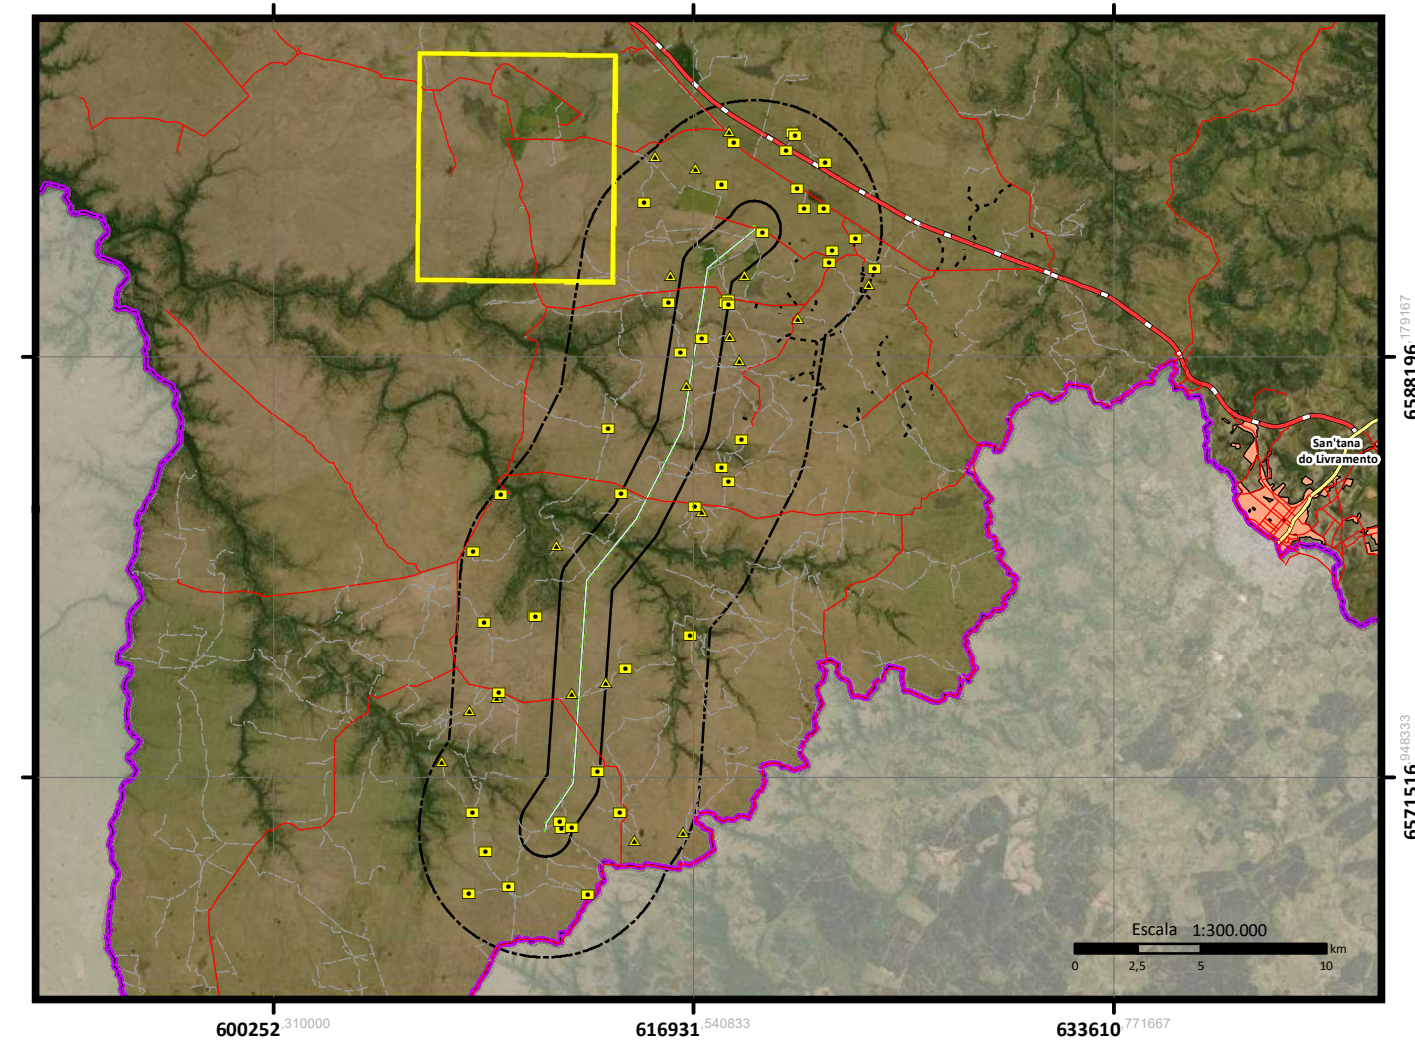 6588196,179167
San'tana
do Livramento
6571516,948333
Escala 1:300.000
km
0 2,5 5 10
600252,310000 616931,540833 633610,771667